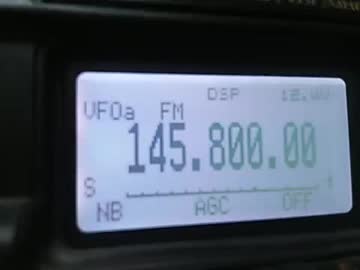 DSP
VFOa FM
145.800.00
S
NB AGC OFF